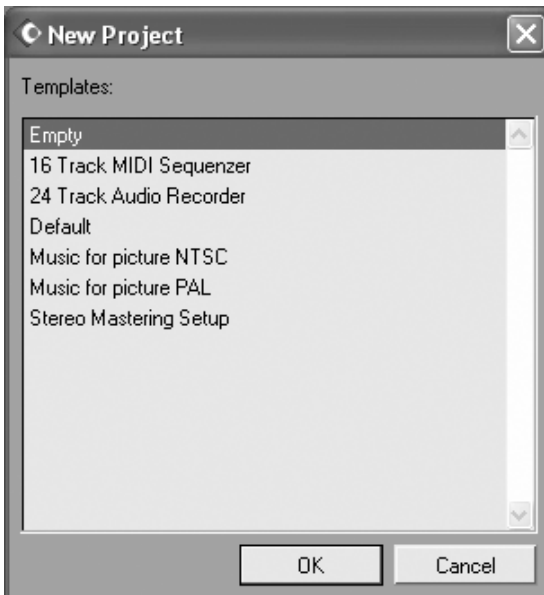 New Project
Templates:
Empty
16 Track MIDI Sequenzer
24 Track Audio Recorder
Default
Music for picture NTSC
Music for picture PAL
Stereo Mastering Setup
OK
Cancel